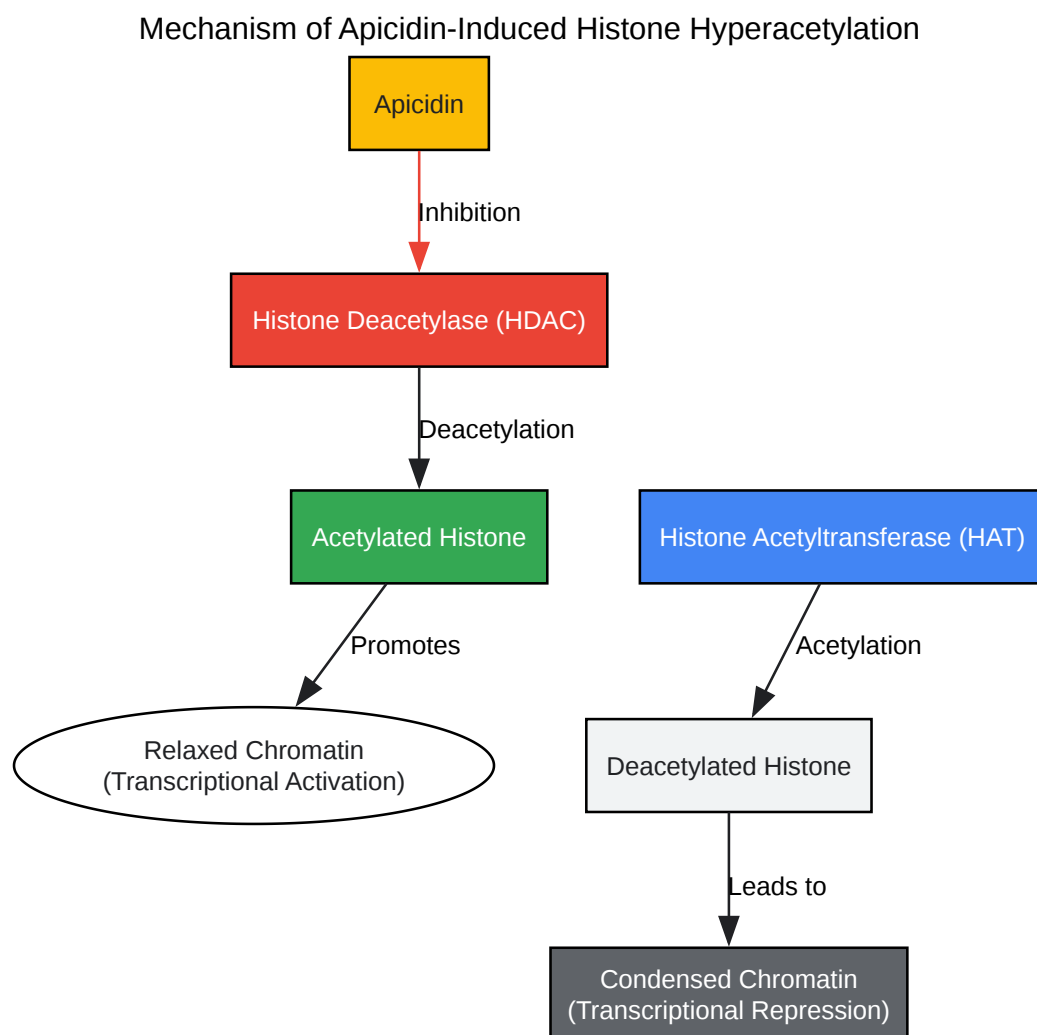 Mechanism of Apicidin-Induced Histone Hyperacetylation
Apicidin
Inhibition
Histone Deacetylase (HDAC)
Deacetylation
Acetylated Histone
Histone Acetyltransferase (HAT)
Promotes
Acetylation
Relaxed Chromatin
(Transcriptional Activation)
Deacetylated Histone
Leads to
Condensed Chromatin
(Transcriptional Repression)